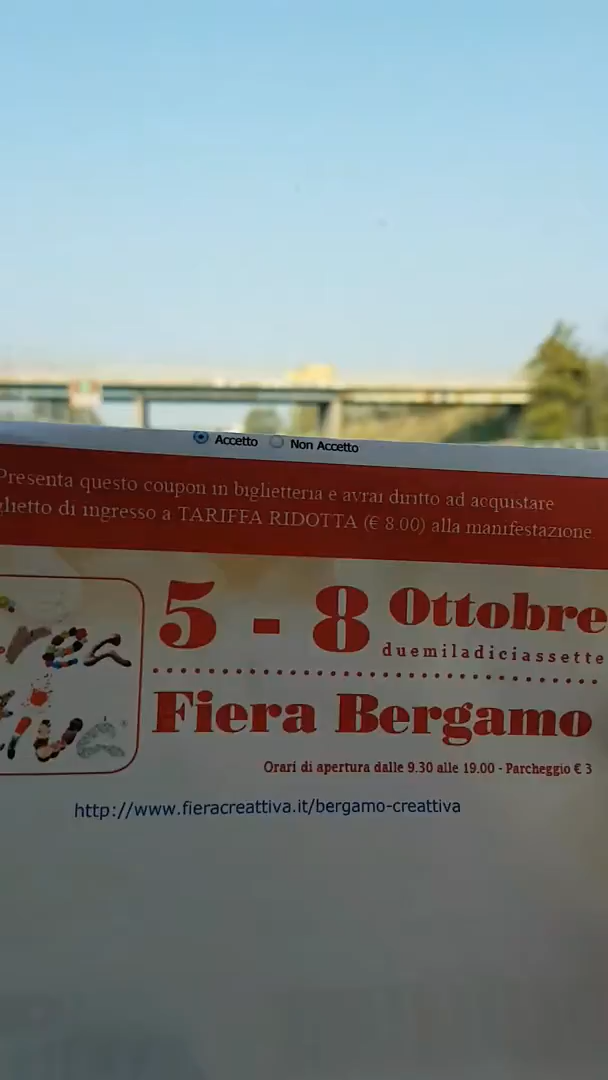 Accetto Non Accetto
Presenta questo coupon in biglietteria e avrai diritto ad acquistare
glietto di ingresso a TARIFFA RIDOTTA (€ 8.00) alla manifestazione.
5 - 8 Ottobre
duemiladiciassette
Crea
ttiva
Fiera Bergamo
Orari di apertura dalle 9.30 alle 19.00 - Parcheggio € 3
http://www.fieracreattiva.it/bergamo-creattiva